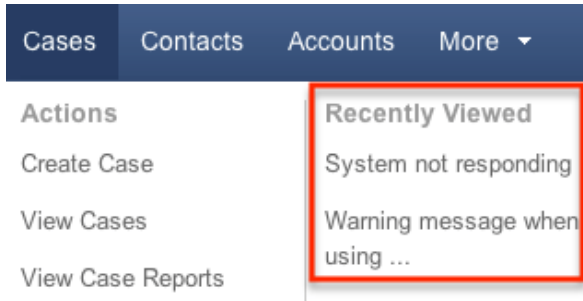 Cases Contacts Accounts More
Actions
Create Case
View Cases
View Case Reports
Recently Viewed
System not responding
Warning message when
using ...